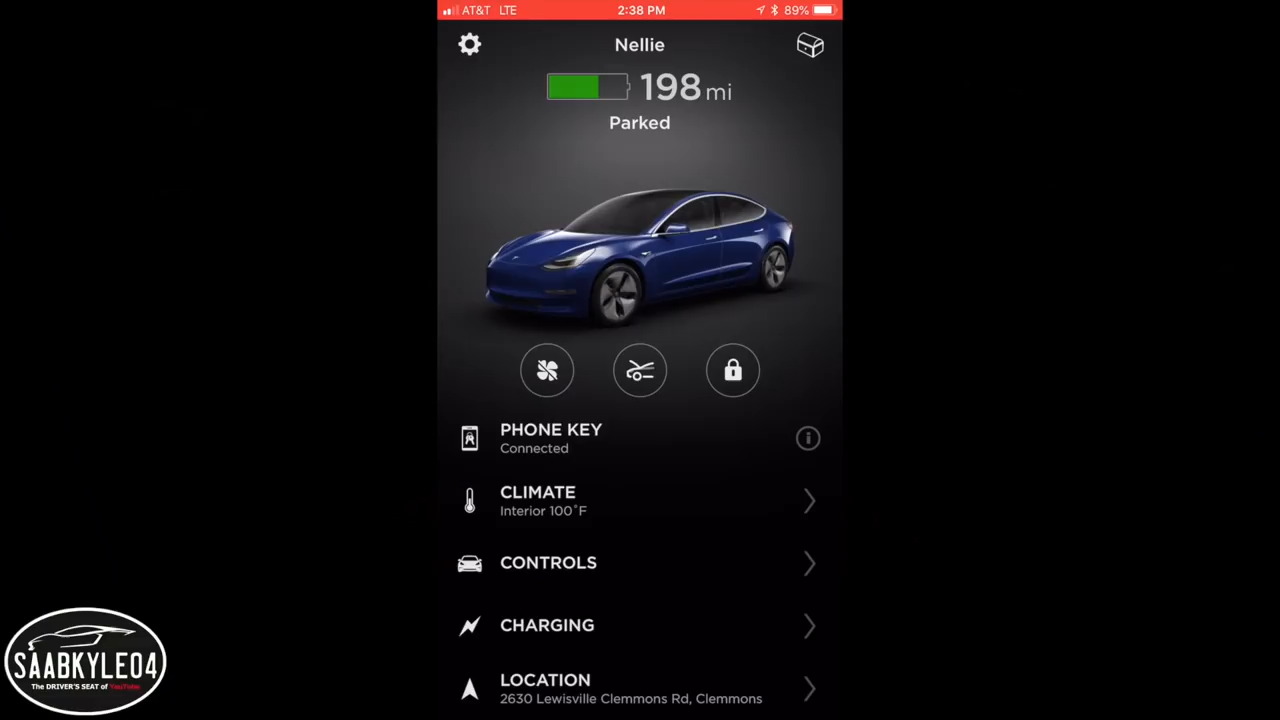 AT&T LTE 2:38 PM 89%
Nellie
198 mi
Parked
PHONE KEY
Connected
CLIMATE
Interior 100°F
CONTROLS
CHARGING
LOCATION
2630 Lewisville Clemmons Rd, Clemmons
SAABKYLE04
The DRIVER'S SEAT of YouTube